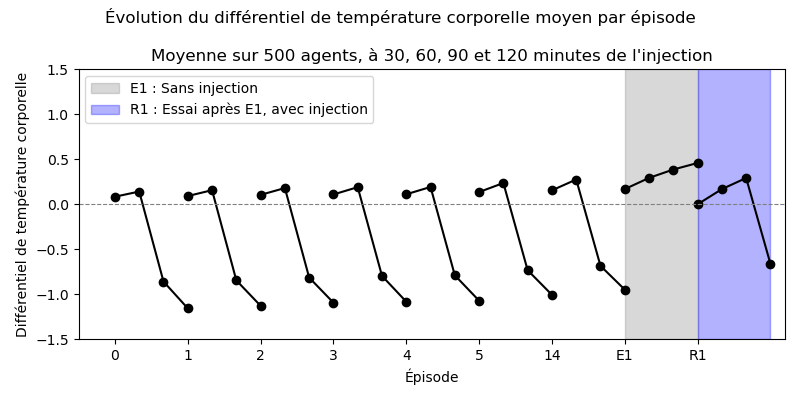 Évolution du différentiel de température corporelle moyen par épisode
Moyenne sur 500 agents, à 30, 60, 90 et 120 minutes de l'injection
E1 : Sans injection
R1 : Essai après E1, avec injection
Différentiel de température corporelle
1.5
1.0
0.5
0.0
−0.5
−1.0
−1.5
0 1 2 3 4 5 14 E1 R1
Épisode